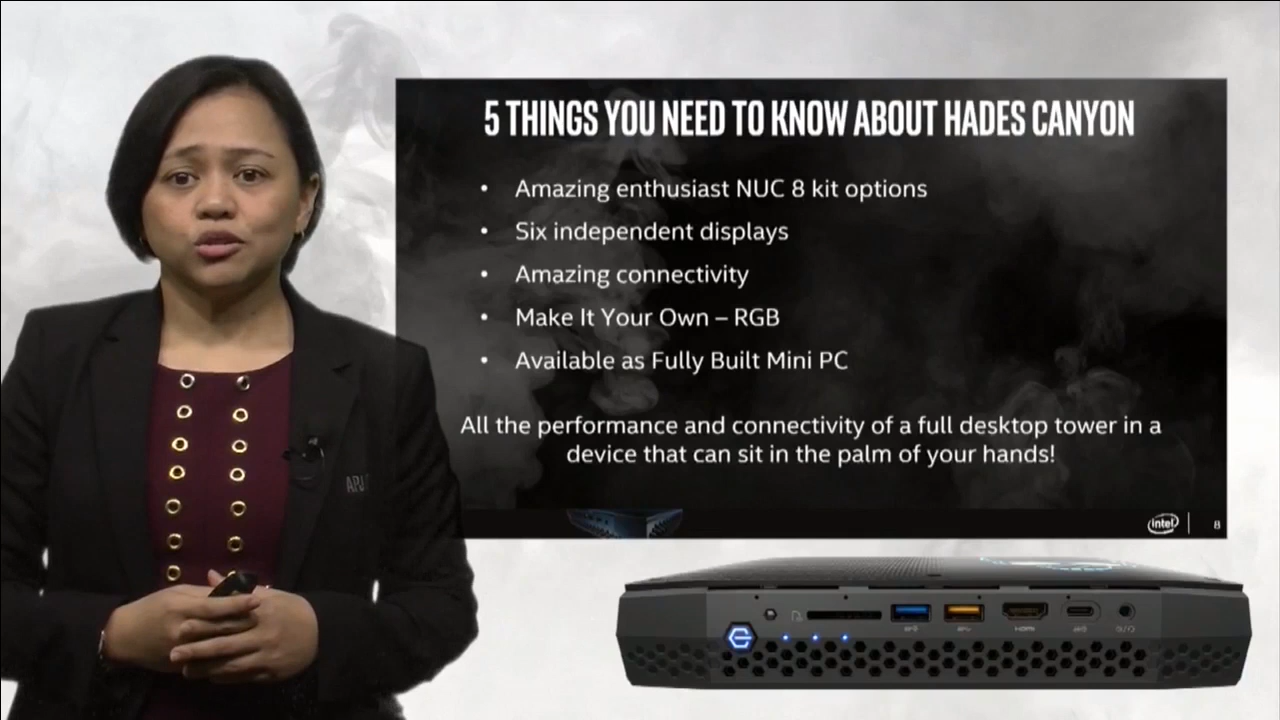 5 THINGS YOU NEED TO KNOW ABOUT HADES CANYON
• Amazing enthusiast NUC 8 kit options
• Six independent displays
• Amazing connectivity
• Make It Your Own – RGB
• Available as Fully Built Mini PC
All the performance and connectivity of a full desktop tower in a
device that can sit in the palm of your hands!
intel
8
APJ
HDMI